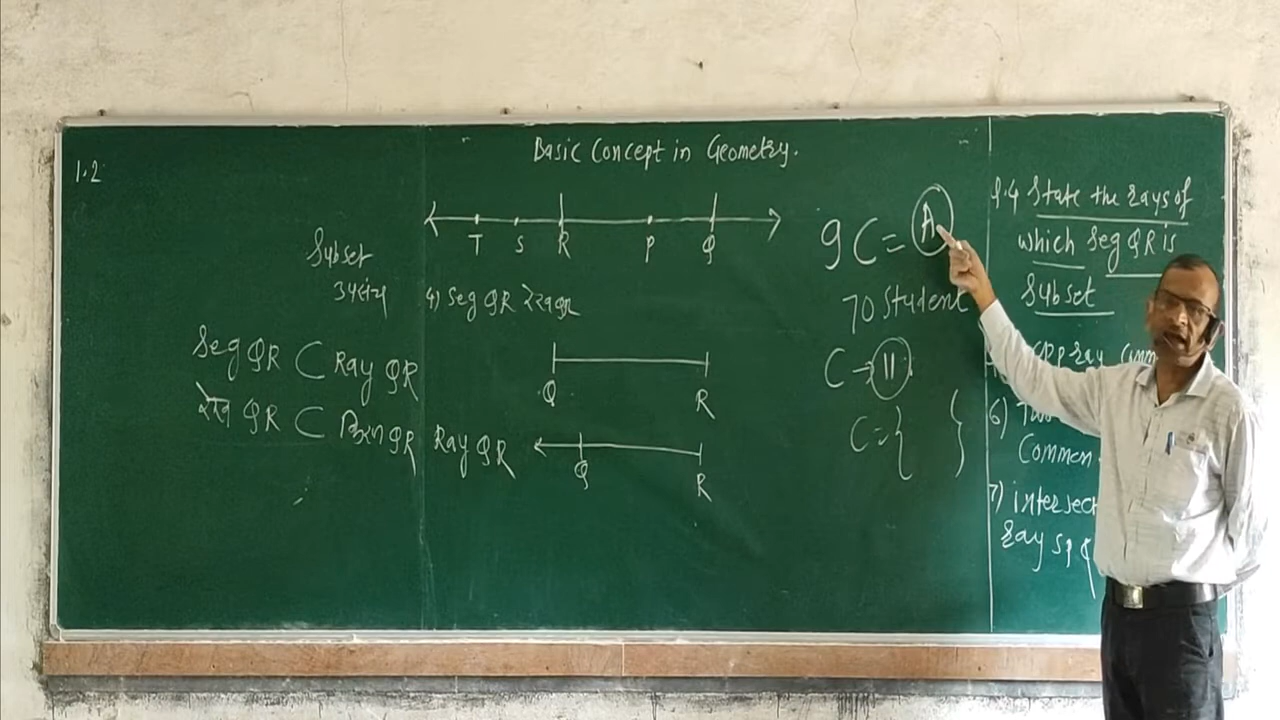 1.2
Basic Concept in Geometry.
T S R P Q
Subset
उपसंच
4) Seg QR रेख QR
Seg QR ⊂ Ray QR
रेख QR ⊂ किरण QR
Q R
Ray QR
Q R
9C = A
70 Student
C → 11
C = { }
Q.4 State the rays of
which Seg QR is
Subset
6) Two
Common
7) intersect
ray SP Q